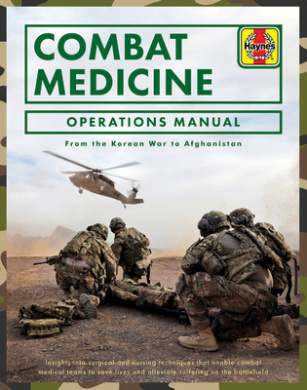 COMBAT
MEDICINE
Haynes
OPERATIONS MANUAL
From the Korean War to Afghanistan
Insights into surgical and nursing techniques that enable combat
medical teams to save lives and alleviate suffering on the battlefield